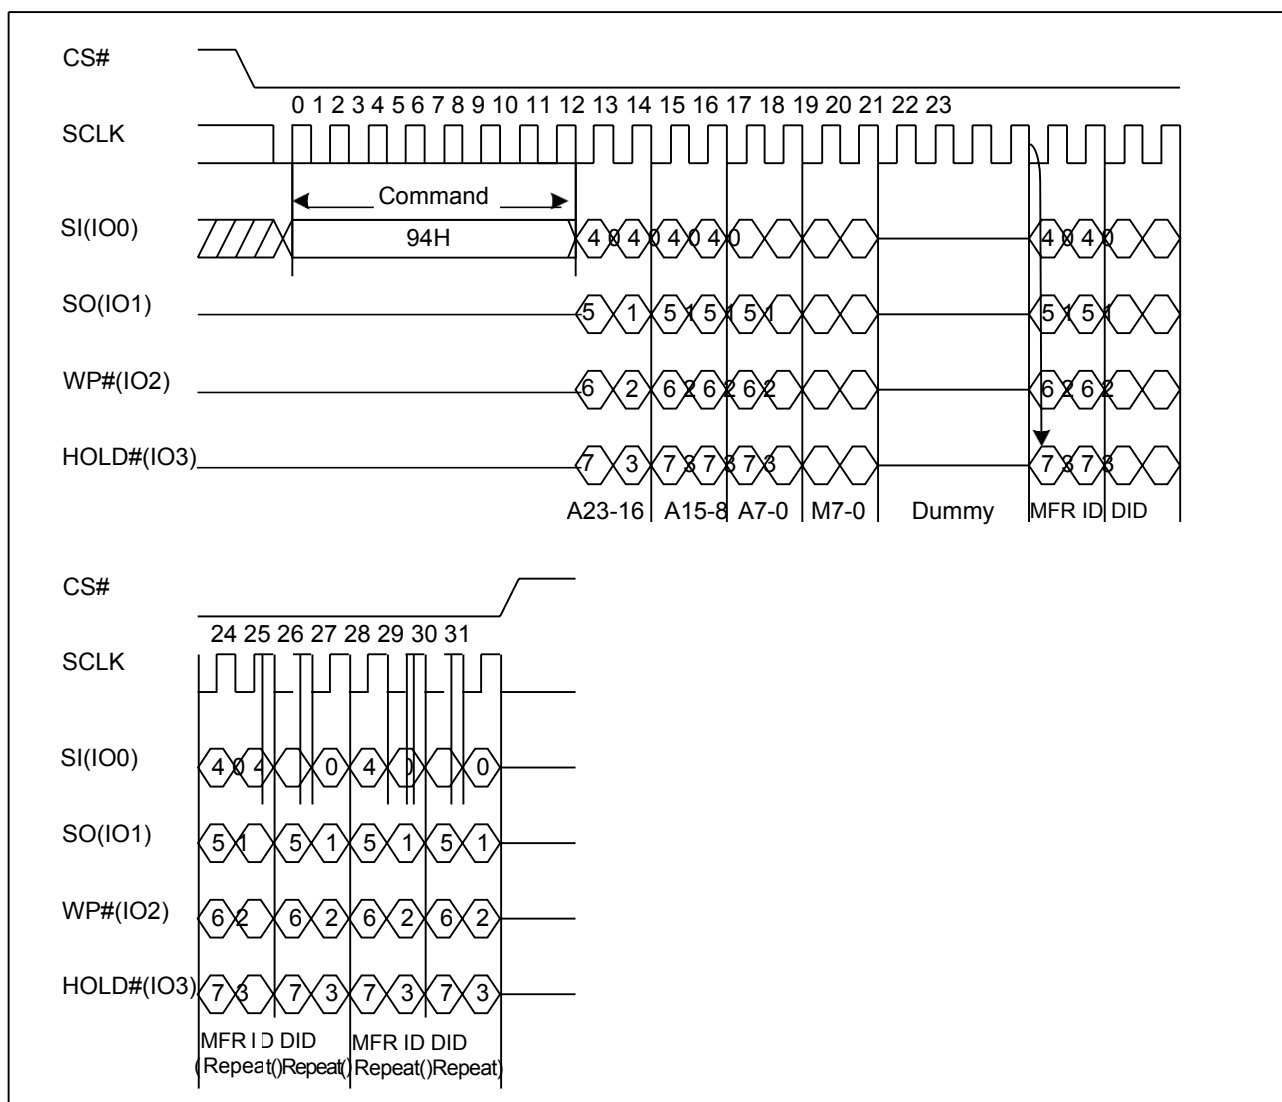 CS#
0 1 2 3 4 5 6 7 8 9 10 11 12 13 14 15 16 17 18 19 20 21 22 23
SCLK
Command
SI(IO0)
94H
4 0 4 0 4 0 4 0
4 0 4 0
SO(IO1)
5 1 5 1 5 1 5 1
5 1 5 1
WP#(IO2)
6 2 6 2 6 2 6 2
6 2 6 2
HOLD#(IO3)
7 3 7 3 7 3 7 3
7 3 7 3
A23-16 A15-8 A7-0 M7-0 Dummy MFR ID DID
CS#
24 25 26 27 28 29 30 31
SCLK
SI(IO0)
4 0 4 0 4 0 0
SO(IO1)
5 1 5 1 5 1 5 1
WP#(IO2)
6 2 6 2 6 2 6 2
HOLD#(IO3)
7 3 7 3 7 3 7 3
MFR ID DID MFR ID DID
(Repeat()Repeat() Repeat()Repeat)